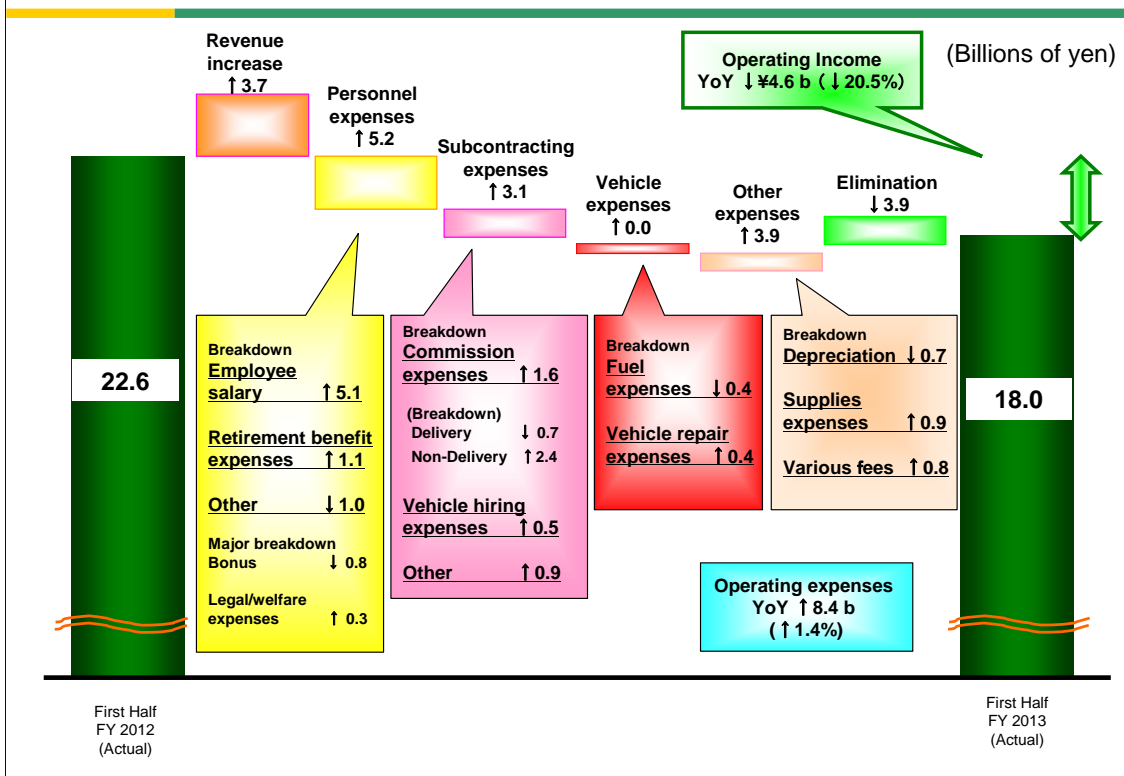 (Billions of yen)
Operating Income
YoY ↓¥4.6 b (↓20.5%)
Revenue
increase
↑3.7
Personnel
expenses
↑5.2
Subcontracting
expenses
↑3.1
Vehicle
expenses
↑0.0
Other
expenses
↑3.9
Elimination
↓3.9
22.6
Breakdown
Employee
salary ↑5.1
Retirement benefit
expenses ↑1.1
Other ↓1.0
Major breakdown
Bonus ↓ 0.8
Legal/welfare
expenses ↑ 0.3
Breakdown
Commission
expenses ↑1.6
(Breakdown)
Delivery ↓ 0.7
Non-Delivery ↑2.4
Vehicle hiring
expenses ↑0.5
Other ↑0.9
Breakdown
Fuel
expenses ↓0.4
Vehicle repair
expenses ↑0.4
Breakdown
Depreciation ↓0.7
Supplies
expenses ↑0.9
Various fees ↑0.8
18.0
Operating expenses
YoY ↑8.4 b
(↑1.4%)
First Half
FY 2012
(Actual)
First Half
FY 2013
(Actual)